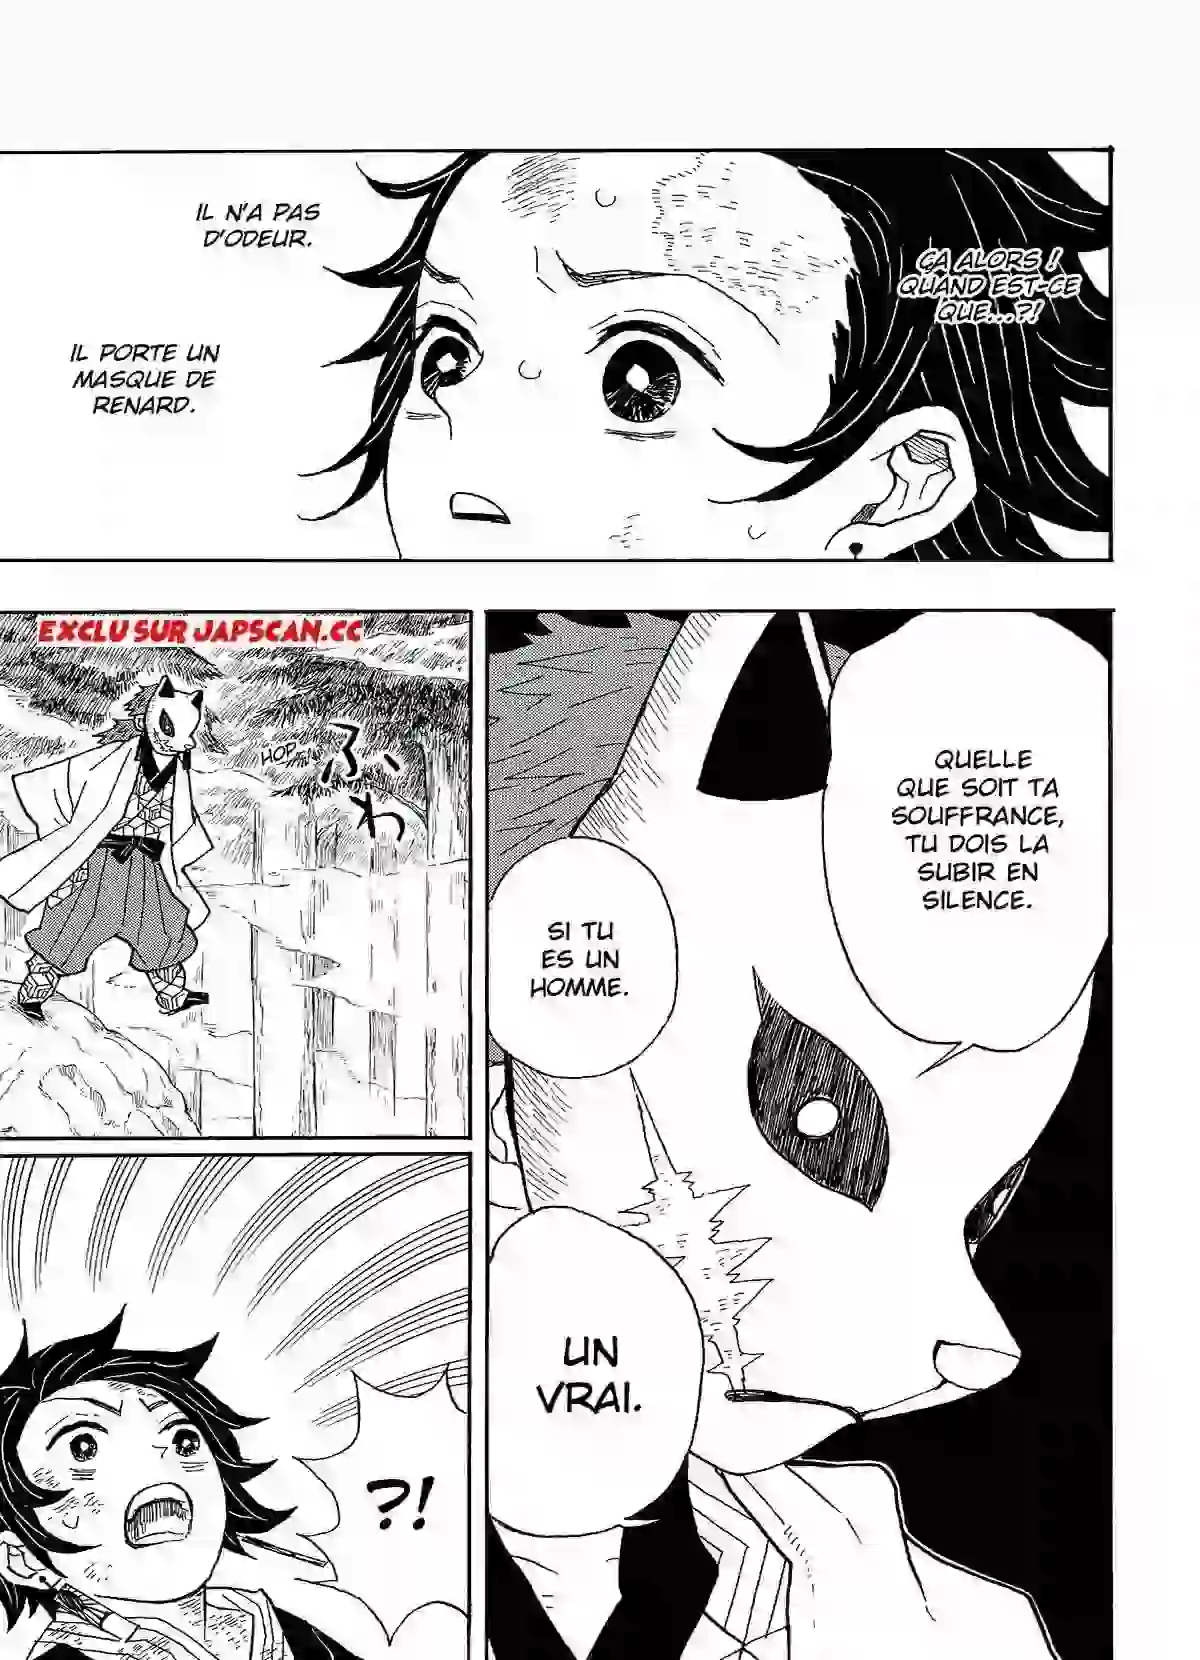 ÇA ALORS !
QUAND EST-CE
QUE...?!
IL N'A PAS
D'ODEUR.
IL PORTE UN
MASQUE DE
RENARD.
QUELLE
QUE SOIT TA
SOUFFRANCE,
TU DOIS LA
SUBIR EN
SILENCE.
SI TU
ES UN
HOMME.
UN
VRAI.
EXCLU SUR JAPSCAN.CC
HOP
ふわ
?!